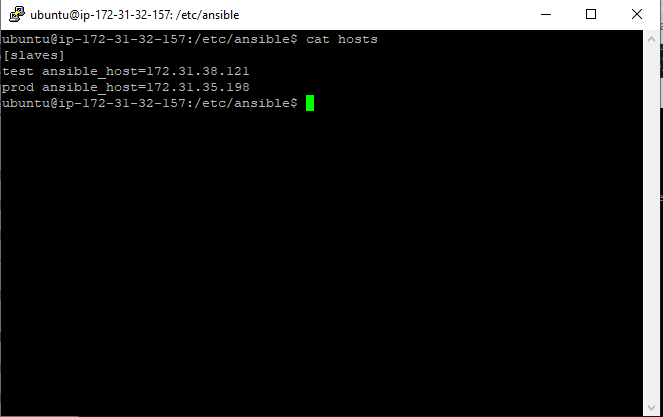 ubuntu@ip-172-31-32-157: /etc/ansible
ubuntu@ip-172-31-32-157:/etc/ansible$ cat hosts
[slaves]
test ansible_host=172.31.38.121
prod ansible_host=172.31.35.198
ubuntu@ip-172-31-32-157:/etc/ansible$